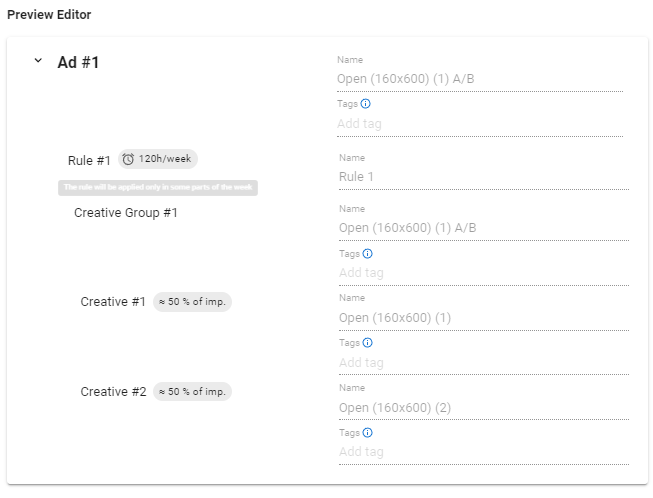 Preview Editor
Ad #1
Name
Open (160x600) (1) A/B
Tags
Add tag
Rule #1 120h/week
Name
Rule 1
The rule will be applied only in some parts of the week
Creative Group #1
Name
Open (160x600) (1) A/B
Tags
Add tag
Creative #1 ≈ 50 % of imp.
Name
Open (160x600) (1)
Tags
Add tag
Creative #2 ≈ 50 % of imp.
Name
Open (160x600) (2)
Tags
Add tag